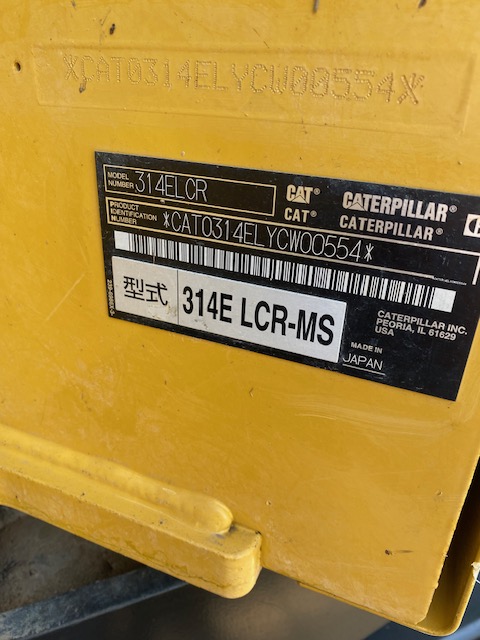 *CAT0314ELYCW00554*
MODEL NUMBER 314ELCR
CAT® CATERPILLAR®
PRODUCT IDENTIFICATION NUMBER *CAT0314ELYCW00554*
CAT® CATERPILLAR®
型式 314E LCR-MS
CATERPILLAR INC.
PEORIA, IL 61629
USA
MADE IN
JAPAN